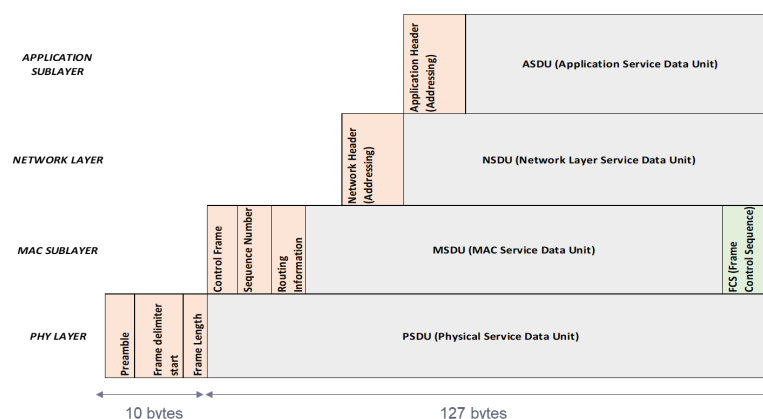 APPLICATION
SUBLAYER
Application Header
(Addressing)
ASDU (Application Service Data Unit)
NETWORK LAYER
Network Header
(Addressing)
NSDU (Network Layer Service Data Unit)
MAC SUBLAYER
Control Frame
Sequence Number
Routing
Information
MSDU (MAC Service Data Unit)
FCS (Frame
Control Sequence)
PHY LAYER
Preamble
Frame delimiter
start
Frame Length
PSDU (Physical Service Data Unit)
10 bytes
127 bytes